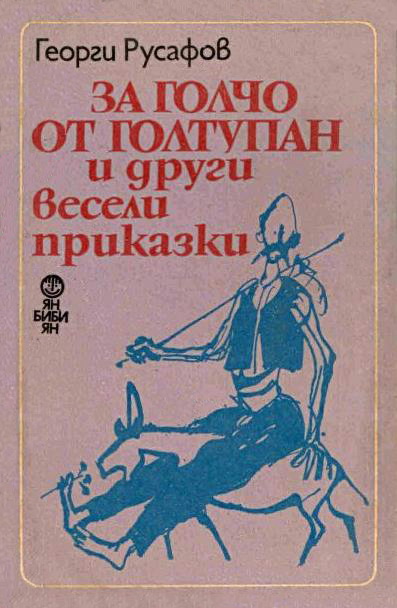 Георги Русафов
ЗА ГОЛЧО
ОТ ГОЛТУПАН
и други
весели
приказки
ЯН
БИБИ
ЯН